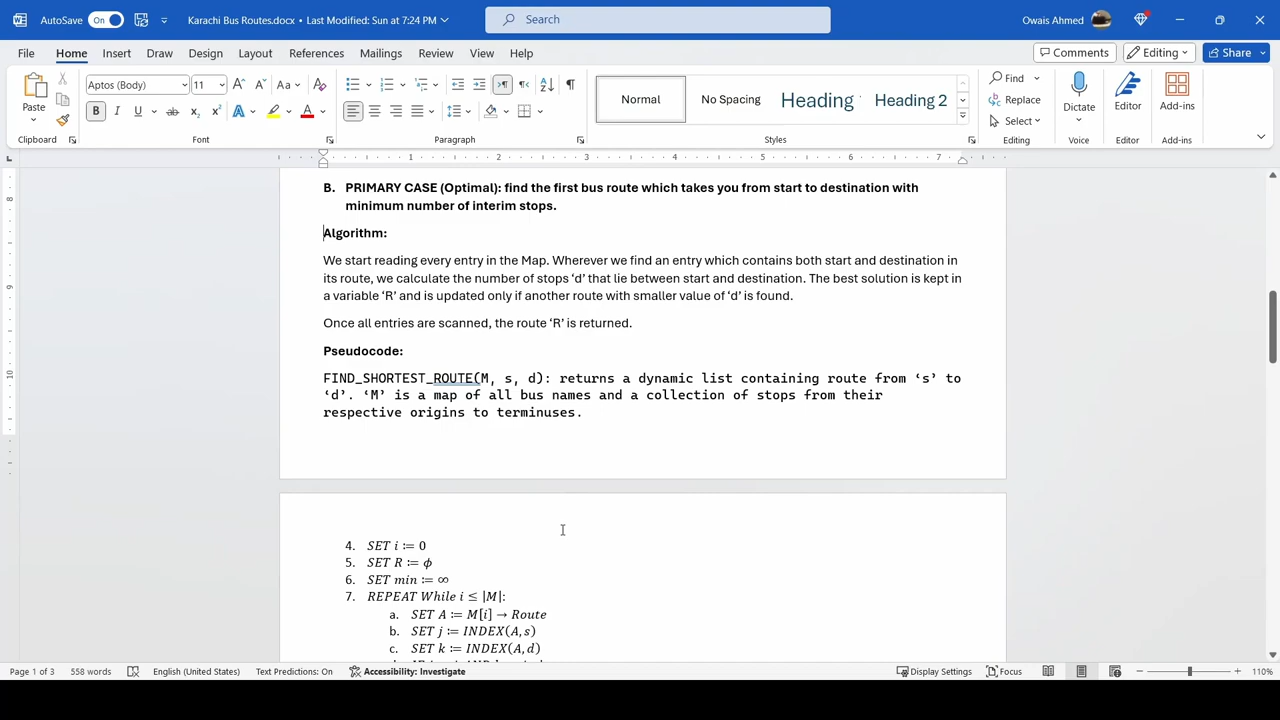 AutoSave On Karachi Bus Routes.docx • Last Modified: Sun at 7:24 PM Search Owais Ahmed
File Home Insert Draw Design Layout References Mailings Review View Help Comments Editing Share
Paste Aptos (Body) 11 Aa Normal No Spacing Heading Heading 2 Find Replace Select Dictate Editor Add-ins
Clipboard Font Paragraph Styles Editing Voice Editor Add-ins
1 2 3 4 5 6 7
B. PRIMARY CASE (Optimal): find the first bus route which takes you from start to destination with
minimum number of interim stops.
Algorithm:
We start reading every entry in the Map. Wherever we find an entry which contains both start and destination in
its route, we calculate the number of stops ‘d’ that lie between start and destination. The best solution is kept in
a variable ‘R’ and is updated only if another route with smaller value of ‘d’ is found.
Once all entries are scanned, the route ‘R’ is returned.
Pseudocode:
FIND_SHORTEST_ROUTE(M, s, d): returns a dynamic list containing route from ‘s’ to
‘d’. ‘M’ is a map of all bus names and a collection of stops from their
respective origins to terminuses.
4. SET i ≔ 0
5. SET R ≔ ϕ
6. SET min ≔ ∞
7. REPEAT While i ≤ |M|:
a. SET A ≔ M[i] → Route
b. SET j ≔ INDEX(A, s)
c. SET k ≔ INDEX(A, d)
Page 1 of 3 558 words English (United States) Text Predictions: On Accessibility: Investigate Display Settings Focus 110%